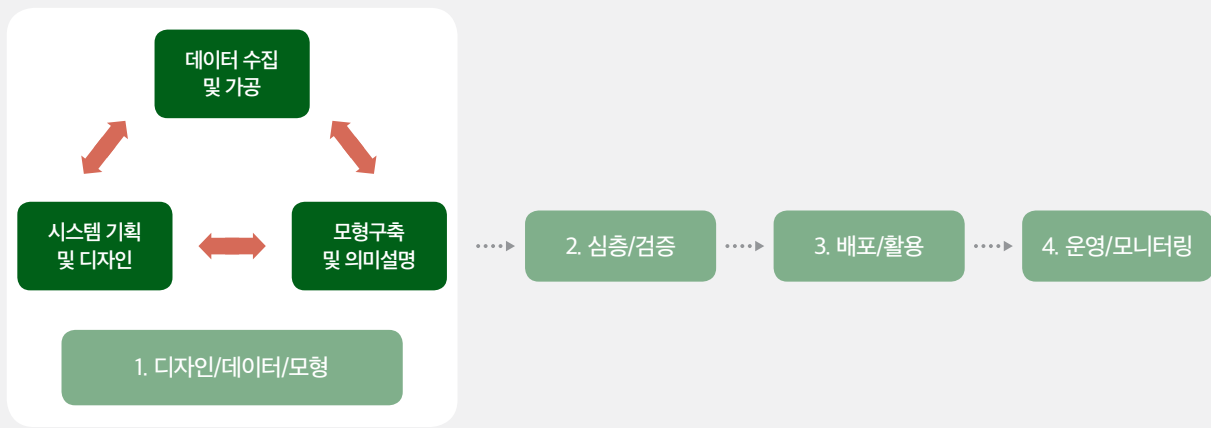 데이터 수집
및 가공
시스템 기획
및 디자인
모형구축
및 의미설명
1. 디자인/데이터/모형
2. 심층/검증
3. 배포/활용
4. 운영/모니터링